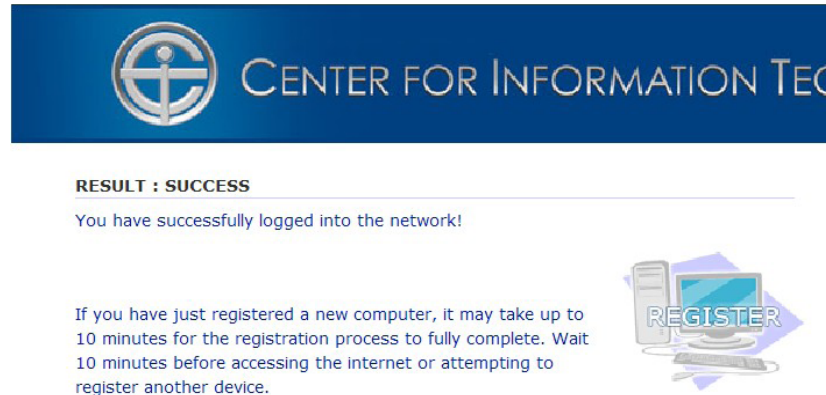 CENTER FOR INFORMATION TEC
RESULT : SUCCESS
You have successfully logged into the network!
If you have just registered a new computer, it may take up to
10 minutes for the registration process to fully complete. Wait
10 minutes before accessing the internet or attempting to
register another device.
REGISTER